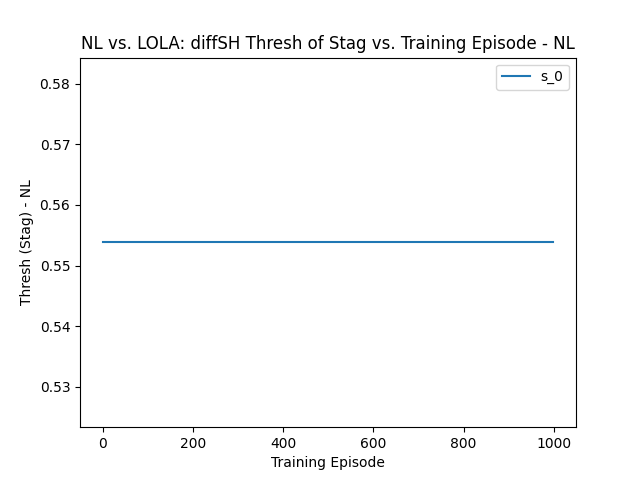 NL vs. LOLA: diffSH Thresh of Stag vs. Training Episode - NL
s_0
0.58
0.57
0.56
0.55
0.54
0.53
Thresh (Stag) - NL
0 200 400 600 800 1000
Training Episode